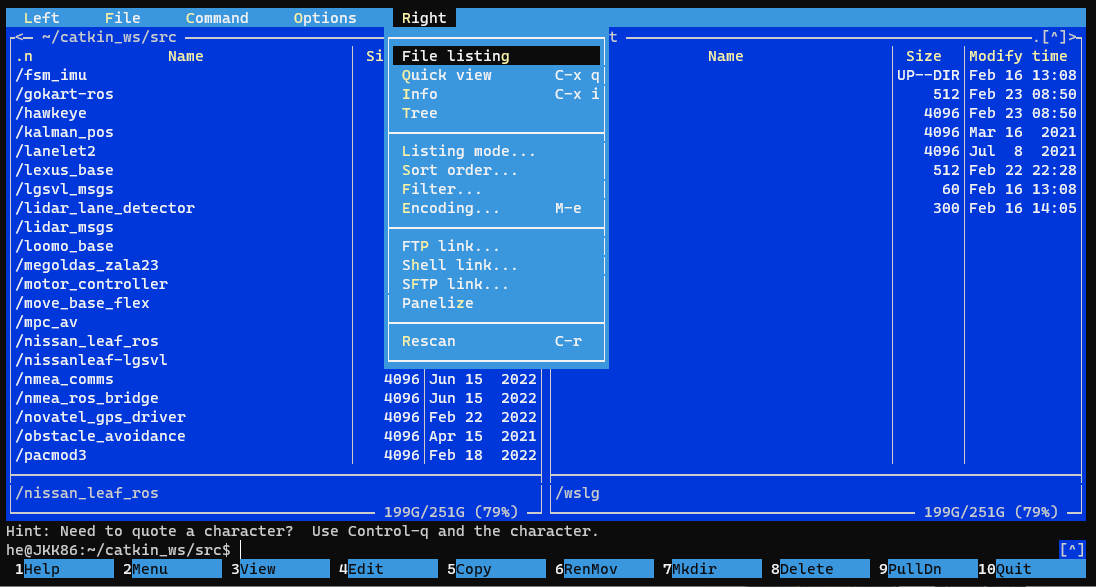 Left File Command Options Right
<— ~/catkin_ws/src t .[^]>
.n Name Si Name Size Modify time
/fsm_imu File listing UP--DIR Feb 16 13:08
/gokart-ros Quick view C-x q 512 Feb 23 08:50
/hawkeye Info C-x i 4096 Feb 23 08:50
/kalman_pos Tree 4096 Mar 16 2021
/lanelet2 Listing mode... 4096 Jul 8 2021
/lexus_base Sort order... 512 Feb 22 22:28
/lgsvl_msgs Filter... 60 Feb 16 13:08
/lidar_lane_detector Encoding... M-e 300 Feb 16 14:05
/lidar_msgs
/loomo_base FTP link...
/megoldas_zala23 Shell link...
/motor_controller SFTP link...
/move_base_flex Panelize
/mpc_av
/nissan_leaf_ros Rescan C-r
/nissanleaf-lgsvl
/nmea_comms 4096 Jun 15 2022
/nmea_ros_bridge 4096 Jun 15 2022
/novatel_gps_driver 4096 Feb 22 2022
/obstacle_avoidance 4096 Apr 15 2021
/pacmod3 4096 Feb 18 2022
/nissan_leaf_ros /wslg
199G/251G (79%) 199G/251G (79%)
Hint: Need to quote a character? Use Control-q and the character.
he@JKK86:~/catkin_ws/src$ [^]
1Help 2Menu 3View 4Edit 5Copy 6RenMov 7Mkdir 8Delete 9PullDn 10Quit